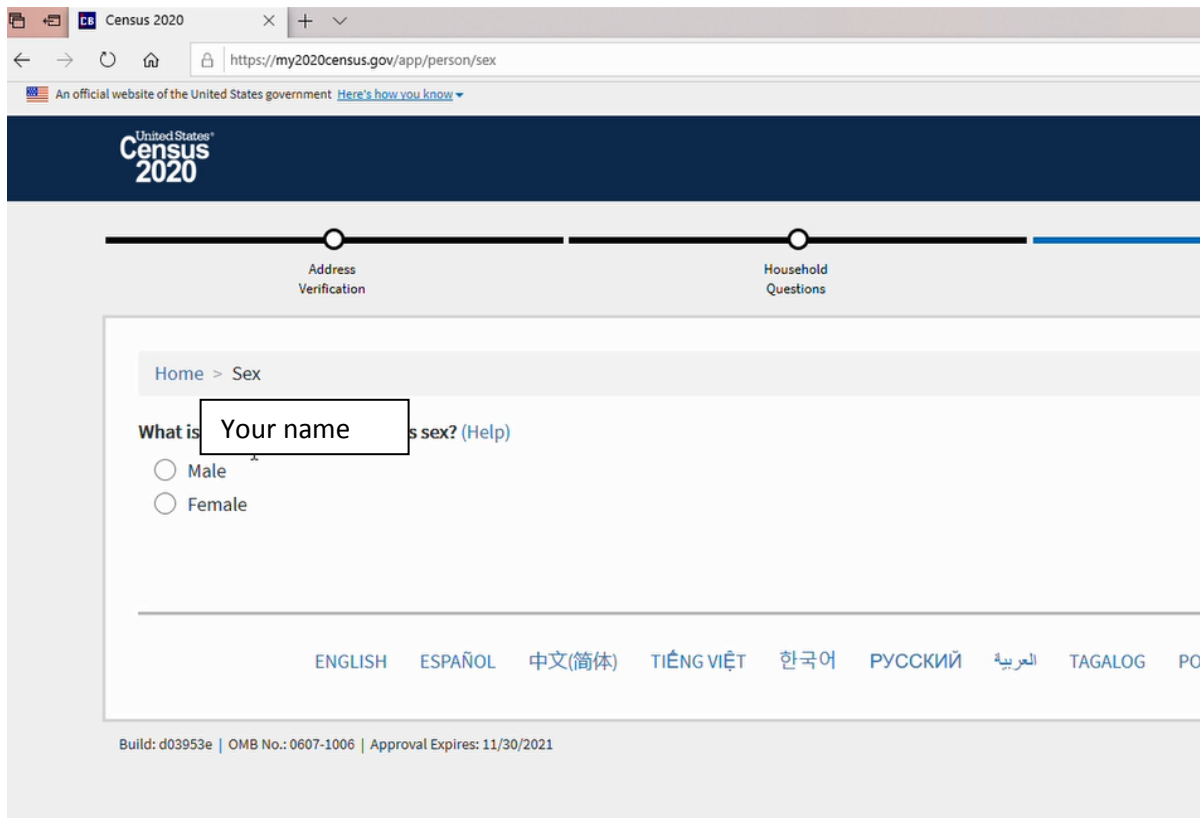 CB Census 2020
https://my2020census.gov/app/person/sex
An official website of the United States government Here's how you know
United States®
Census
2020
Address
Verification
Household
Questions
Home > Sex
What is Your name s sex? (Help)
Male
Female
ENGLISH ESPAÑOL 中文(简体) TIẾNG VIỆT 한국어 РУССКИЙ العربية TAGALOG PO
Build: d03953e | OMB No.: 0607-1006 | Approval Expires: 11/30/2021